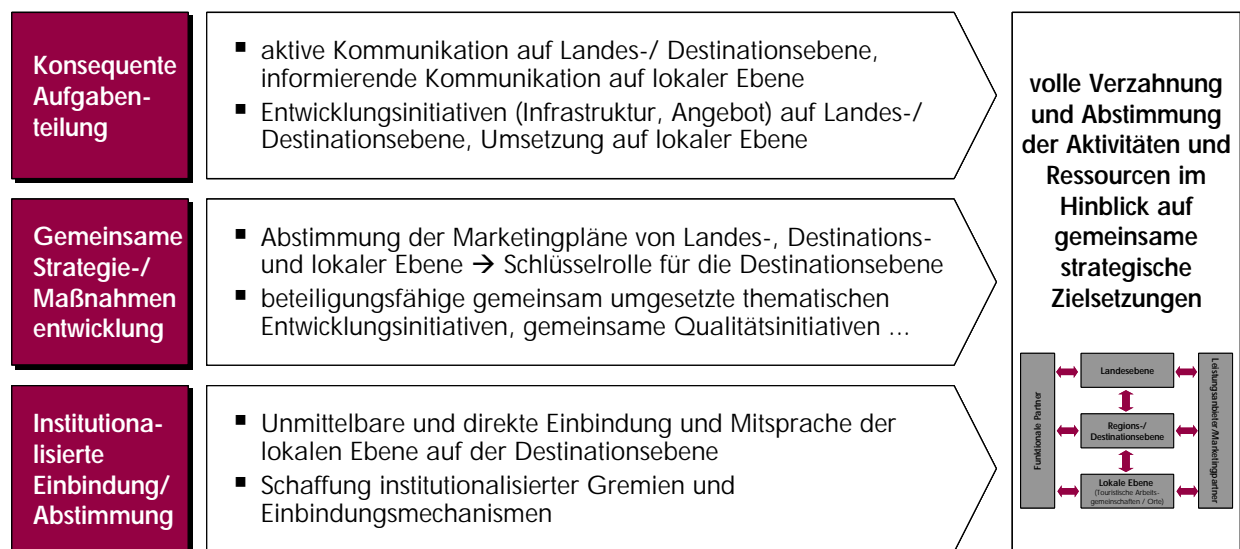 Konsequente
Aufgaben-
teilung
▪ aktive Kommunikation auf Landes-/ Destinationsebene,
informierende Kommunikation auf lokaler Ebene
▪ Entwicklungsinitiativen (Infrastruktur, Angebot) auf Landes-/
Destinationsebene, Umsetzung auf lokaler Ebene
Gemeinsame
Strategie-/
Maßnahmen
entwicklung
▪ Abstimmung der Marketingpläne von Landes-, Destinations-
und lokaler Ebene → Schlüsselrolle für die Destinationsebene
▪ beteiligungsfähige gemeinsam umgesetzte thematischen
Entwicklungsinitiativen, gemeinsame Qualitätsinitiativen ...
Institutiona-
lisierte
Einbindung/
Abstimmung
▪ Unmittelbare und direkte Einbindung und Mitsprache der
lokalen Ebene auf der Destinationsebene
▪ Schaffung institutionalisierter Gremien und
Einbindungsmechanismen
volle Verzahnung
und Abstimmung
der Aktivitäten und
Ressourcen im
Hinblick auf
gemeinsame
strategische
Zielsetzungen
Funktionale Partner
Landesebene
Regions-/
Destinationsebene
Lokale Ebene
(Touristische Arbeits-
gemeinschaften / Orte)
Leistungsanbieter/Marketingpartner